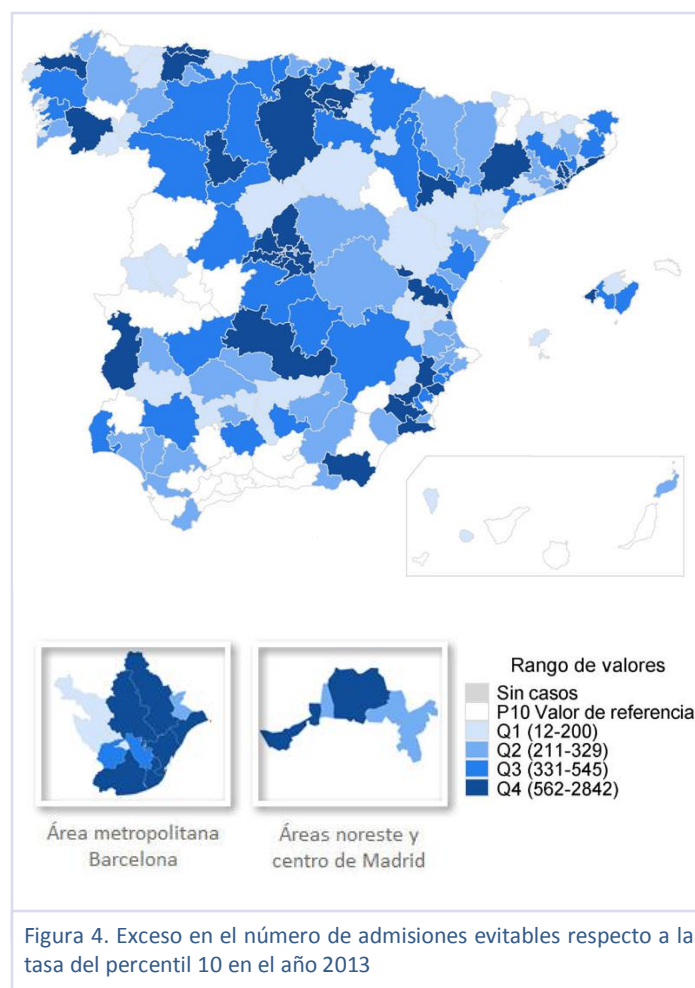 Área metropolitana
Barcelona
Áreas noreste y
centro de Madrid
Rango de valores
Sin casos
P10 Valor de referencia
Q1 (12-200)
Q2 (211-329)
Q3 (331-545)
Q4 (562-2842)
Figura 4. Exceso en el número de admisiones evitables respecto a la
tasa del percentil 10 en el año 2013